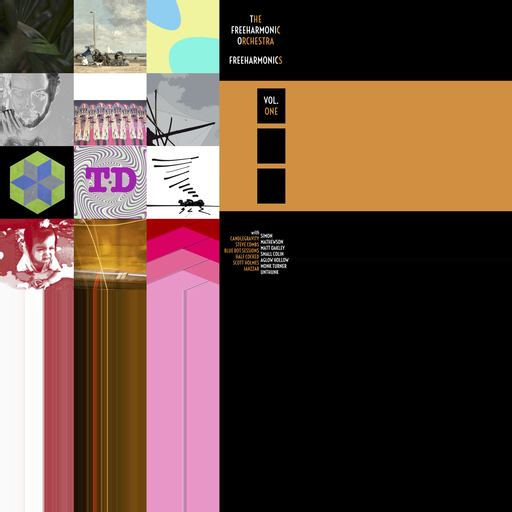 THE
FREEHARMONIC
ORCHESTRA
FREEHARMONICS
VOL.
ONE
TD
with
CANDLEGRAVITY
STEVE COMBS
BLUE DOT SESSIONS
HALF COCKED
SCOTT HOLMES
JAHZZAR
SIMON
MATHEWSON
MATT OAKLEY
SMALL COLIN
AGLOW HOLLOW
MONK TURNER
UNTHUNK